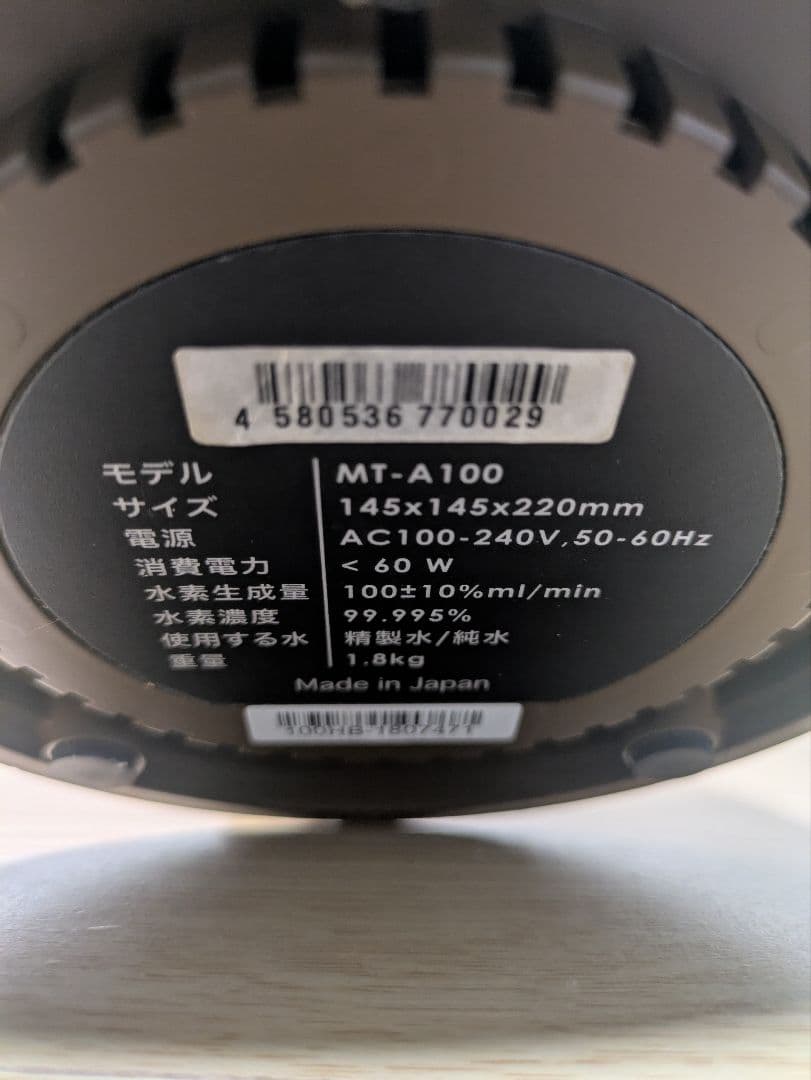 4 580536 770029
モデル MT-A100
サイズ 145x145x220mm
電源 AC100-240V,50-60Hz
消費電力 < 60 W
水素生成量 100±10%ml/min
水素濃度 99.995%
使用する水 精製水/純水
重量 1.8kg
Made in Japan
100HB-1807471